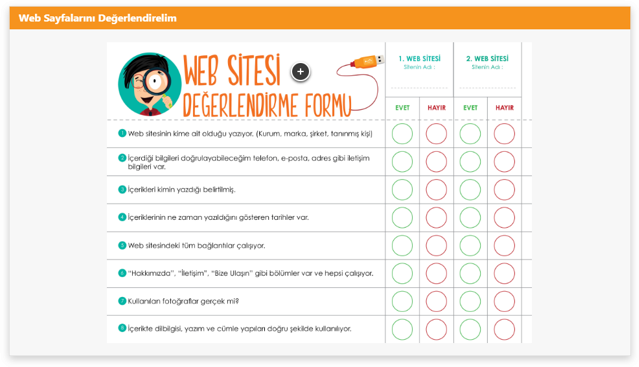 Web Sayfalarını Değerlendirelim
WEB SİTESİ
DEĞERLENDİRME FORMU
1. WEB SİTESİ
Sitenin Adı :
2. WEB SİTESİ
Sitenin Adı :
EVET HAYIR EVET HAYIR
1 Web sitesinin kime ait olduğu yazıyor. (Kurum, marka, şirket, tanınmış kişi)
2 İçerdiği bilgileri doğrulayabileceğim telefon, e-posta, adres gibi iletişim
bilgileri var.
3 İçerikleri kimin yazdığı belirtilmiş.
4 İçeriklerinin ne zaman yazıldığını gösteren tarihler var.
5 Web sitesindeki tüm bağlantılar çalışıyor.
6 “Hakkımızda”, “İletişim”, “Bize Ulaşın” gibi bölümler var ve hepsi çalışıyor.
7 Kullanılan fotoğraflar gerçek mi?
8 İçerikte dilbilgisi, yazım ve cümle yapıları doğru şekilde kullanılıyor.